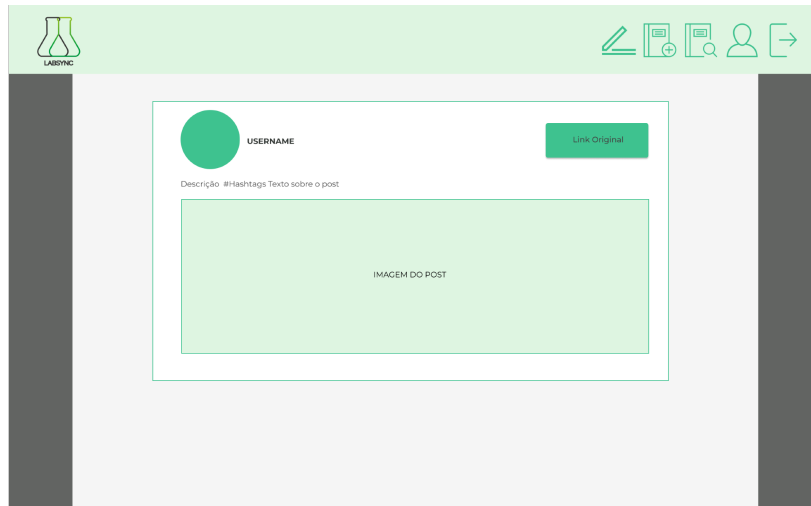 LABSYNC
USERNAME
Link Original
Descrição #Hashtags Texto sobre o post
IMAGEM DO POST